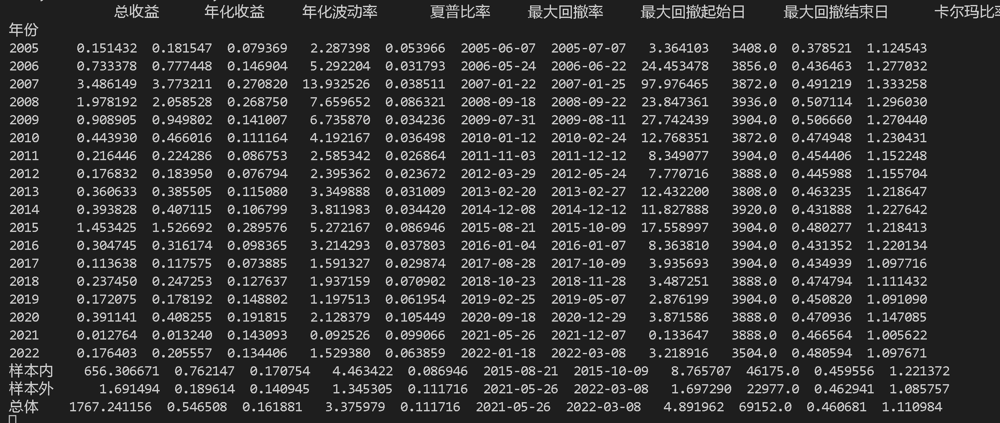 总收益 年化收益 年化波动率 夏普比率 最大回撤率 最大回撤起始日 最大回撤结束日 卡尔玛比率
年份
2005 0.151432 0.181547 0.079369 2.287398 0.053966 2005-06-07 2005-07-07 3.364103 3408.0 0.378521 1.124543
2006 0.733378 0.777448 0.146904 5.292204 0.031793 2006-05-24 2006-06-22 24.453478 3856.0 0.436463 1.277032
2007 3.486149 3.773211 0.270820 13.932526 0.038511 2007-01-22 2007-01-25 97.976465 3872.0 0.491219 1.333258
2008 1.978192 2.058528 0.268750 7.659652 0.086321 2008-09-18 2008-09-22 23.847361 3936.0 0.507114 1.296030
2009 0.908905 0.949802 0.141007 6.735870 0.034236 2009-07-31 2009-08-11 27.742439 3904.0 0.506660 1.270440
2010 0.443930 0.466016 0.111164 4.192167 0.036498 2010-01-12 2010-02-24 12.768351 3872.0 0.474948 1.230431
2011 0.216446 0.224286 0.086753 2.585342 0.026864 2011-11-03 2011-12-12 8.349077 3904.0 0.454406 1.152248
2012 0.176832 0.183950 0.076794 2.395362 0.023672 2012-03-29 2012-05-24 7.770716 3888.0 0.445988 1.155704
2013 0.360633 0.385505 0.115080 3.349888 0.031009 2013-02-20 2013-02-27 12.432200 3808.0 0.463235 1.218647
2014 0.393828 0.407115 0.106799 3.811983 0.034420 2014-12-08 2014-12-12 11.827888 3920.0 0.431888 1.227642
2015 1.453425 1.526692 0.289576 5.272167 0.086946 2015-08-21 2015-10-09 17.558997 3904.0 0.480277 1.218413
2016 0.304745 0.316174 0.098365 3.214293 0.037803 2016-01-04 2016-01-07 8.363810 3904.0 0.431352 1.220134
2017 0.113638 0.117575 0.073885 1.591327 0.029874 2017-08-28 2017-10-09 3.935693 3904.0 0.434939 1.097716
2018 0.237450 0.247253 0.127637 1.937159 0.070902 2018-10-23 2018-11-28 3.487251 3888.0 0.474794 1.111432
2019 0.172075 0.178192 0.148802 1.197513 0.061954 2019-02-25 2019-05-07 2.876199 3904.0 0.450820 1.091090
2020 0.391141 0.408255 0.191815 2.128379 0.105449 2020-09-18 2020-12-29 3.871586 3888.0 0.470936 1.147085
2021 0.012764 0.013240 0.143093 0.092526 0.099066 2021-05-26 2021-12-07 0.133647 3888.0 0.466564 1.005622
2022 0.176403 0.205557 0.134406 1.529380 0.063859 2022-01-18 2022-03-08 3.218916 3504.0 0.480594 1.097671
样本内 656.306671 0.762147 0.170754 4.463422 0.086946 2015-08-21 2015-10-09 8.765707 46175.0 0.459556 1.221372
样本外 1.691494 0.189614 0.140945 1.345305 0.111716 2021-05-26 2022-03-08 1.697290 22977.0 0.462941 1.085757
总体 1767.241156 0.546508 0.161881 3.375979 0.111716 2021-05-26 2022-03-08 4.891962 69152.0 0.460681 1.110984